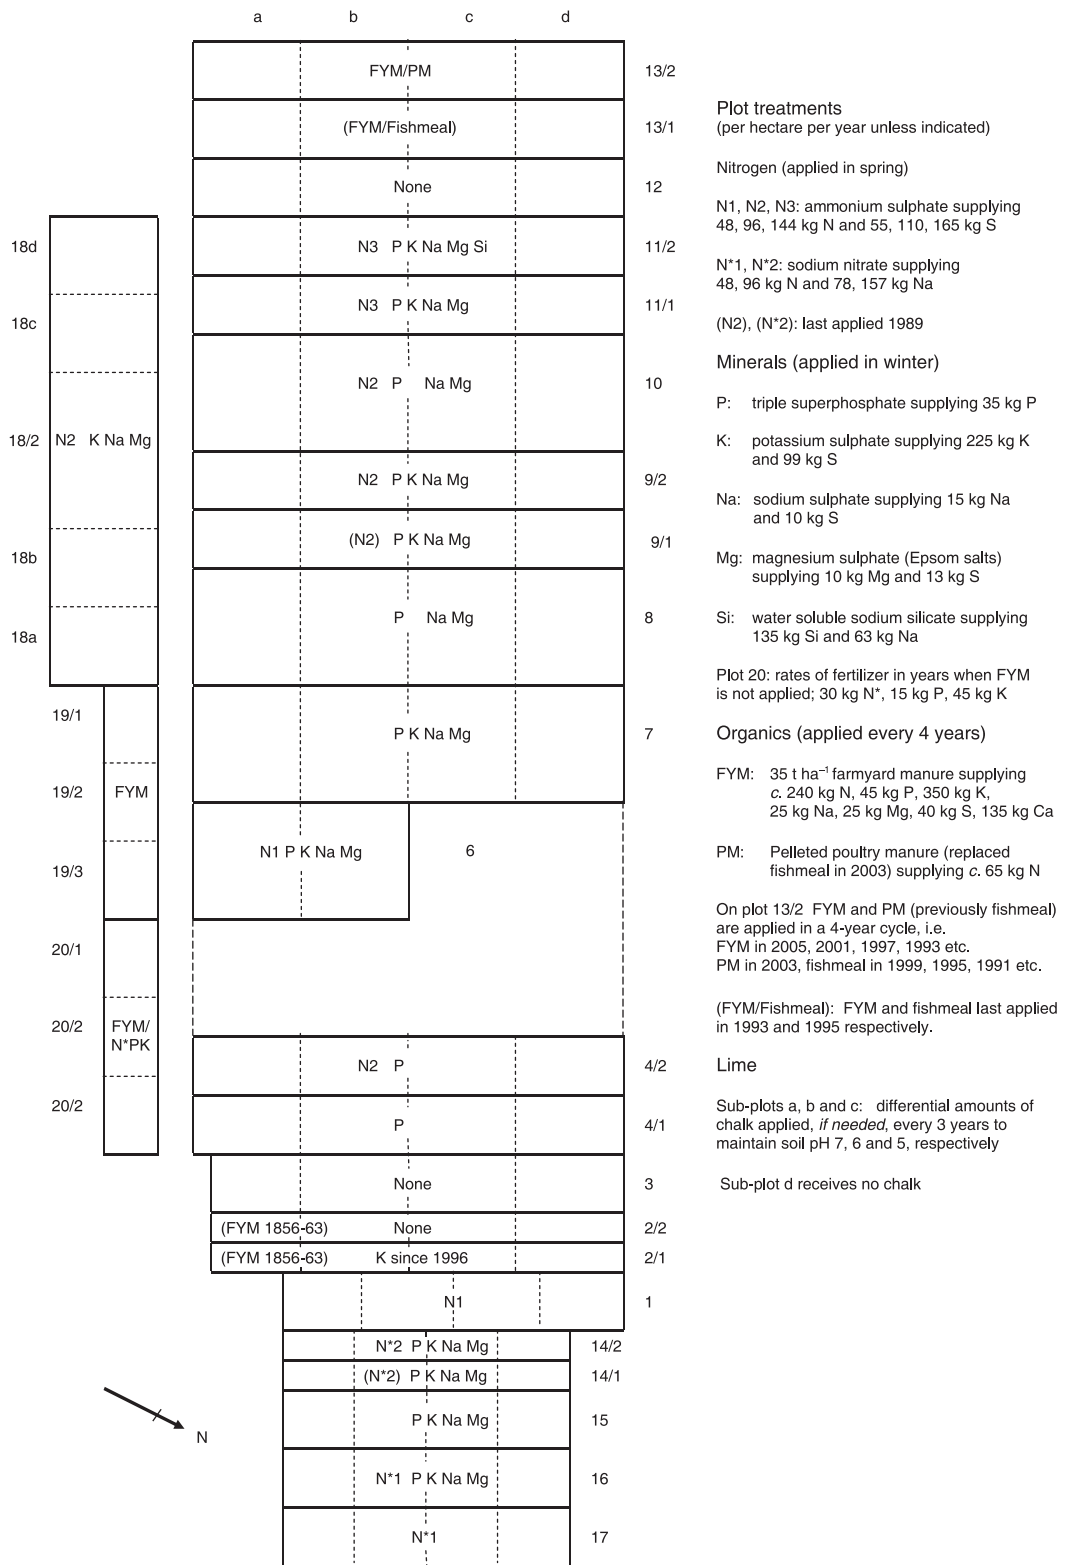 a b c d
FYM/PM 13/2
(FYM/Fishmeal) 13/1
None 12
18d N3 P K Na Mg Si 11/2
18c N3 P K Na Mg 11/1
N2 P Na Mg 10
18/2 N2 K Na Mg
N2 P K Na Mg 9/2
18b (N2) P K Na Mg 9/1
18a P Na Mg 8
19/1 P K Na Mg 7
19/2 FYM
19/3 N1 P K Na Mg 6
20/1
20/2 FYM/
N*PK
N2 P 4/2
20/2 P 4/1
None 3
(FYM 1856-63) None 2/2
(FYM 1856-63) K since 1996 2/1
N1 1
N*2 P K Na Mg 14/2
(N*2) P K Na Mg 14/1
P K Na Mg 15
N*1 P K Na Mg 16
N*1 17
N
Plot treatments
(per hectare per year unless indicated)
Nitrogen (applied in spring)
N1, N2, N3: ammonium sulphate supplying
48, 96, 144 kg N and 55, 110, 165 kg S
N*1, N*2: sodium nitrate supplying
48, 96 kg N and 78, 157 kg Na
(N2), (N*2): last applied 1989
Minerals (applied in winter)
P: triple superphosphate supplying 35 kg P
K: potassium sulphate supplying 225 kg K
and 99 kg S
Na: sodium sulphate supplying 15 kg Na
and 10 kg S
Mg: magnesium sulphate (Epsom salts)
supplying 10 kg Mg and 13 kg S
Si: water soluble sodium silicate supplying
135 kg Si and 63 kg Na
Plot 20: rates of fertilizer in years when FYM
is not applied; 30 kg N*, 15 kg P, 45 kg K
Organics (applied every 4 years)
FYM: 35 t ha⁻¹ farmyard manure supplying
c. 240 kg N, 45 kg P, 350 kg K,
25 kg Na, 25 kg Mg, 40 kg S, 135 kg Ca
PM: Pelleted poultry manure (replaced
fishmeal in 2003) supplying c. 65 kg N
On plot 13/2 FYM and PM (previously fishmeal)
are applied in a 4-year cycle, i.e.
FYM in 2005, 2001, 1997, 1993 etc.
PM in 2003, fishmeal in 1999, 1995, 1991 etc.
(FYM/Fishmeal): FYM and fishmeal last applied
in 1993 and 1995 respectively.
Lime
Sub-plots a, b and c: differential amounts of
chalk applied, if needed, every 3 years to
maintain soil pH 7, 6 and 5, respectively
Sub-plot d receives no chalk